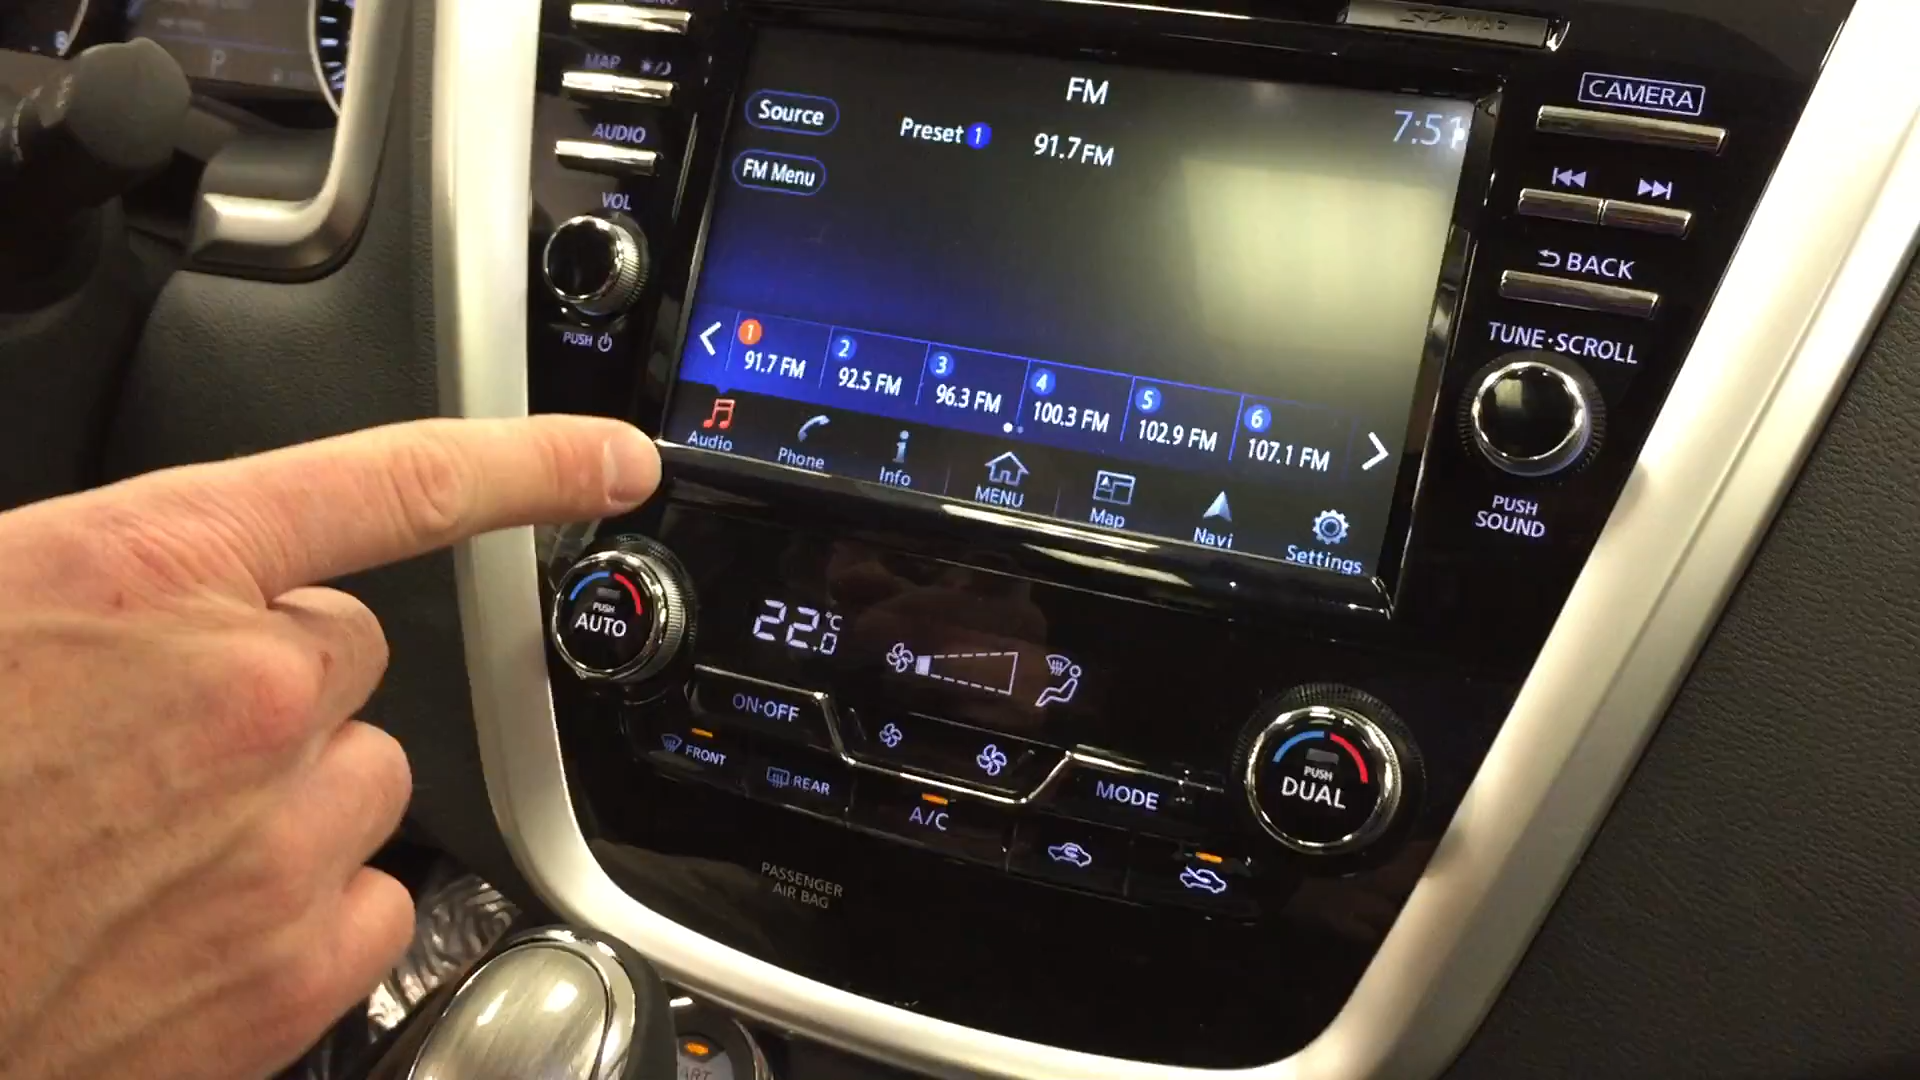 MAP
AUDIO
VOL
PUSH
FM
7:51
Source
Preset 1
91.7 FM
FM Menu
1
91.7 FM
2
92.5 FM
3
96.3 FM
4
100.3 FM
5
102.9 FM
6
107.1 FM
Audio
Phone
Info
MENU
Map
Navi
Settings
CAMERA
BACK
TUNE·SCROLL
PUSH
SOUND
PUSH
AUTO
22.0 °C
ON·OFF
FRONT
REAR
A/C
MODE
PUSH
DUAL
PASSENGER
AIR BAG
P